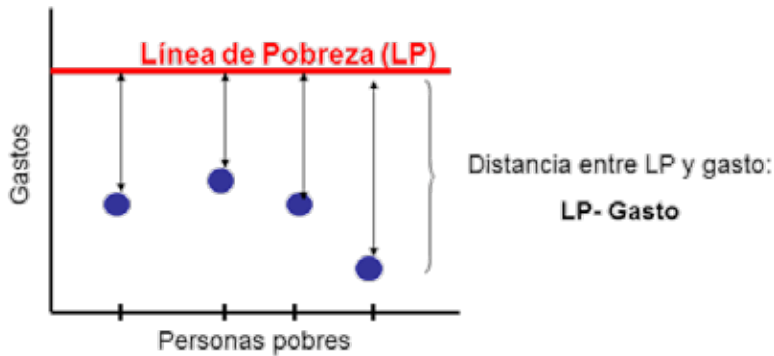 Línea de Pobreza (LP)
Gastos
Distancia entre LP y gasto:
LP- Gasto
Personas pobres